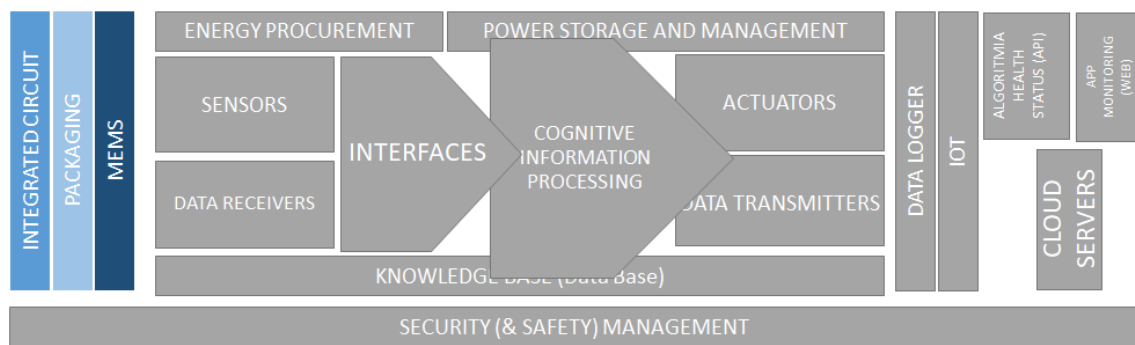 INTEGRATED CIRCUIT
PACKAGING
MEMS
ENERGY PROCUREMENT
POWER STORAGE AND MANAGEMENT
SENSORS
DATA RECEIVERS
INTERFACES
COGNITIVE
INFORMATION
PROCESSING
ACTUATORS
DATA TRANSMITTERS
KNOWLEDGE BASE (Data Base)
DATA LOGGER
IOT
ALGORITMIA
HEALTH
STATUS (API)
APP
MONITORING
(WEB)
CLOUD
SERVERS
SECURITY (& SAFETY) MANAGEMENT